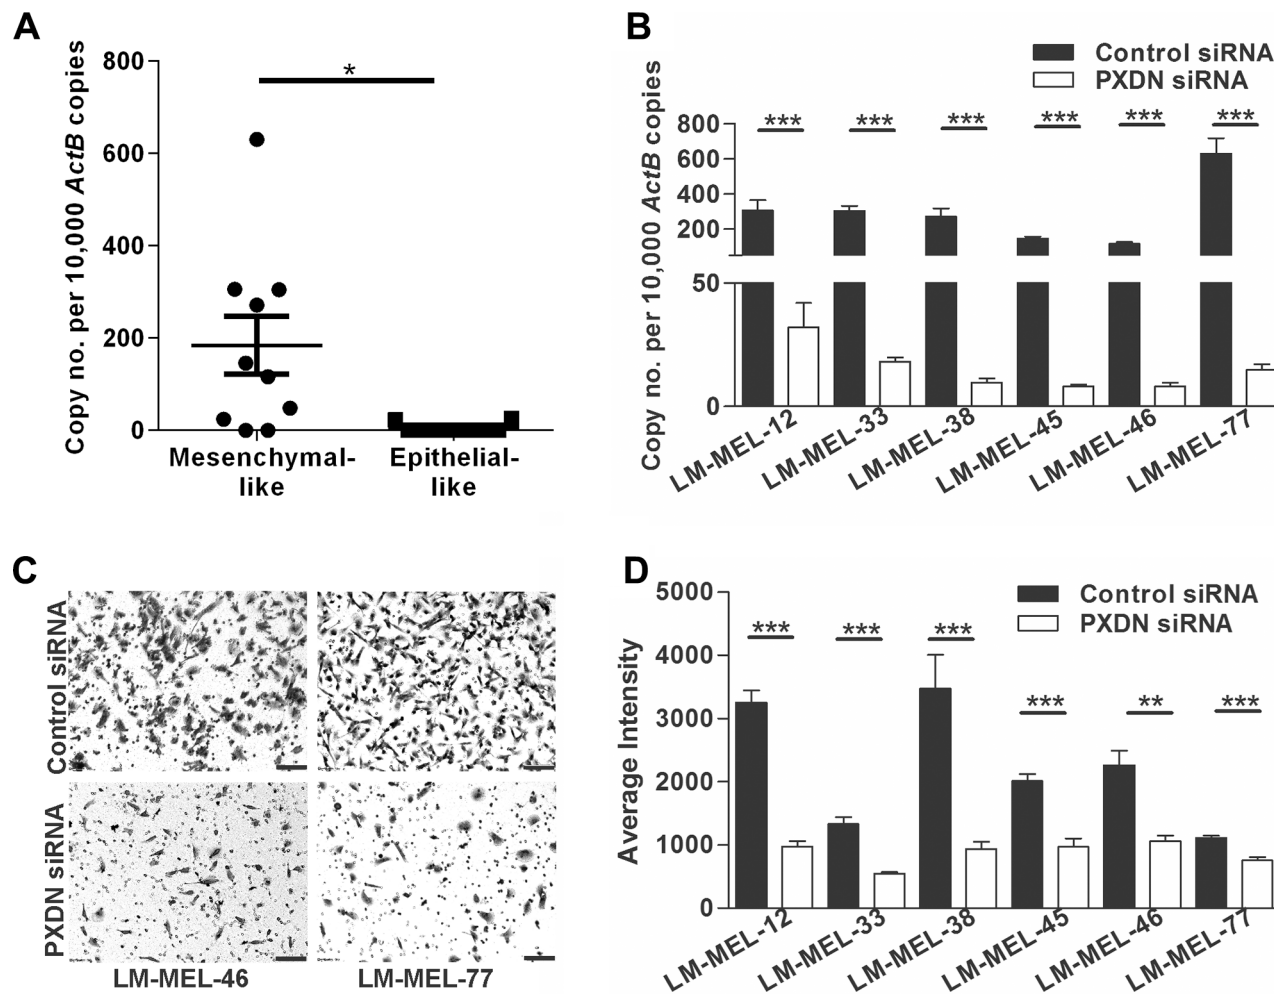 A
Copy no. per 10,000 ActB copies
800
600
400
200
0
*
Mesenchymal-
like
Epithelial-
like
B
Copy no. per 10,000 ActB copies
Control siRNA
PXDN siRNA
800
600
400
200
50
0
***
***
***
***
***
***
LM-MEL-12
LM-MEL-33
LM-MEL-38
LM-MEL-45
LM-MEL-46
LM-MEL-77
C
Control siRNA
PXDN siRNA
LM-MEL-46
LM-MEL-77
D
Average Intensity
Control siRNA
PXDN siRNA
5000
4000
3000
2000
1000
0
***
***
***
***
**
***
LM-MEL-12
LM-MEL-33
LM-MEL-38
LM-MEL-45
LM-MEL-46
LM-MEL-77